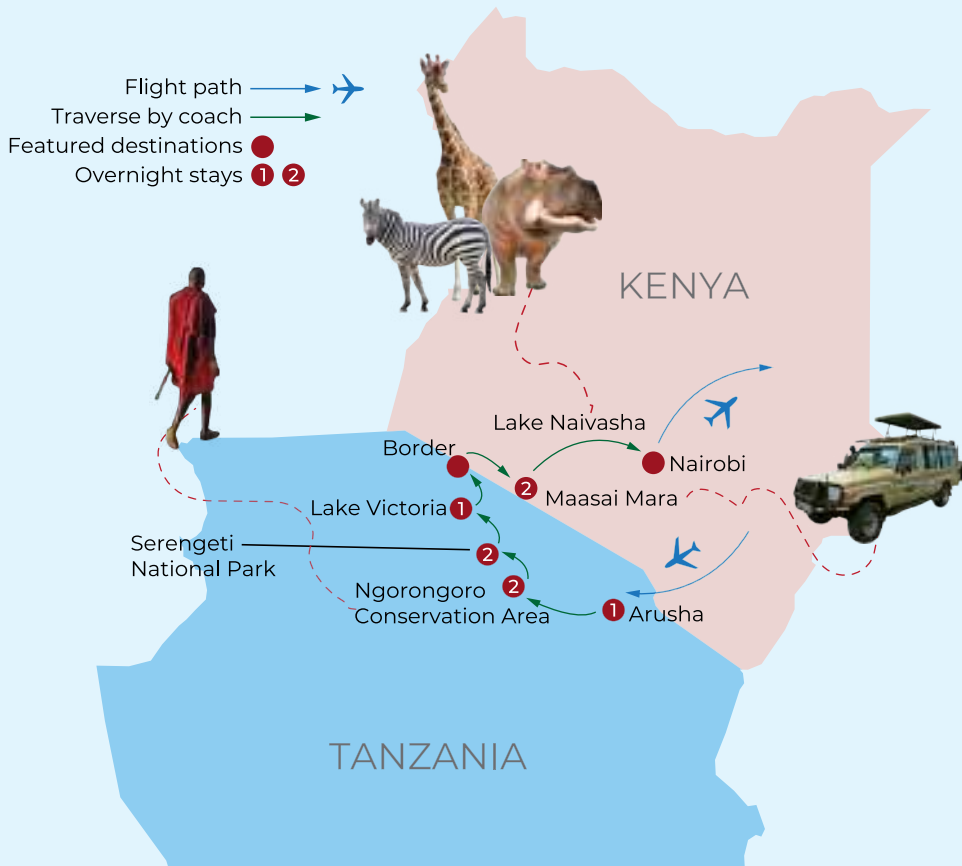 Flight path
Traverse by coach
Featured destinations
Overnight stays 1 2
KENYA
Lake Naivasha
Border
Nairobi
2
Maasai Mara
Lake Victoria 1
Serengeti
National Park
2
Ngorongoro
Conservation Area
2
1 Arusha
TANZANIA